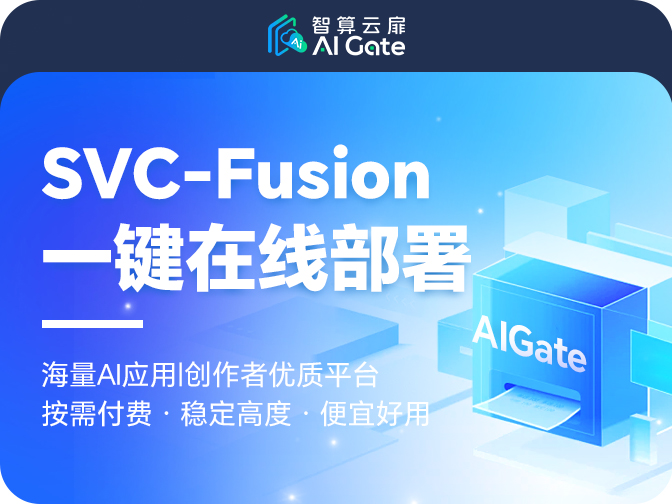 智算云扉
Ai
AI Gate
SVC-Fusion
一键在线部署
海量AI应用|创作者优质平台
按需付费 · 稳定高度 · 便宜好用
AIGate